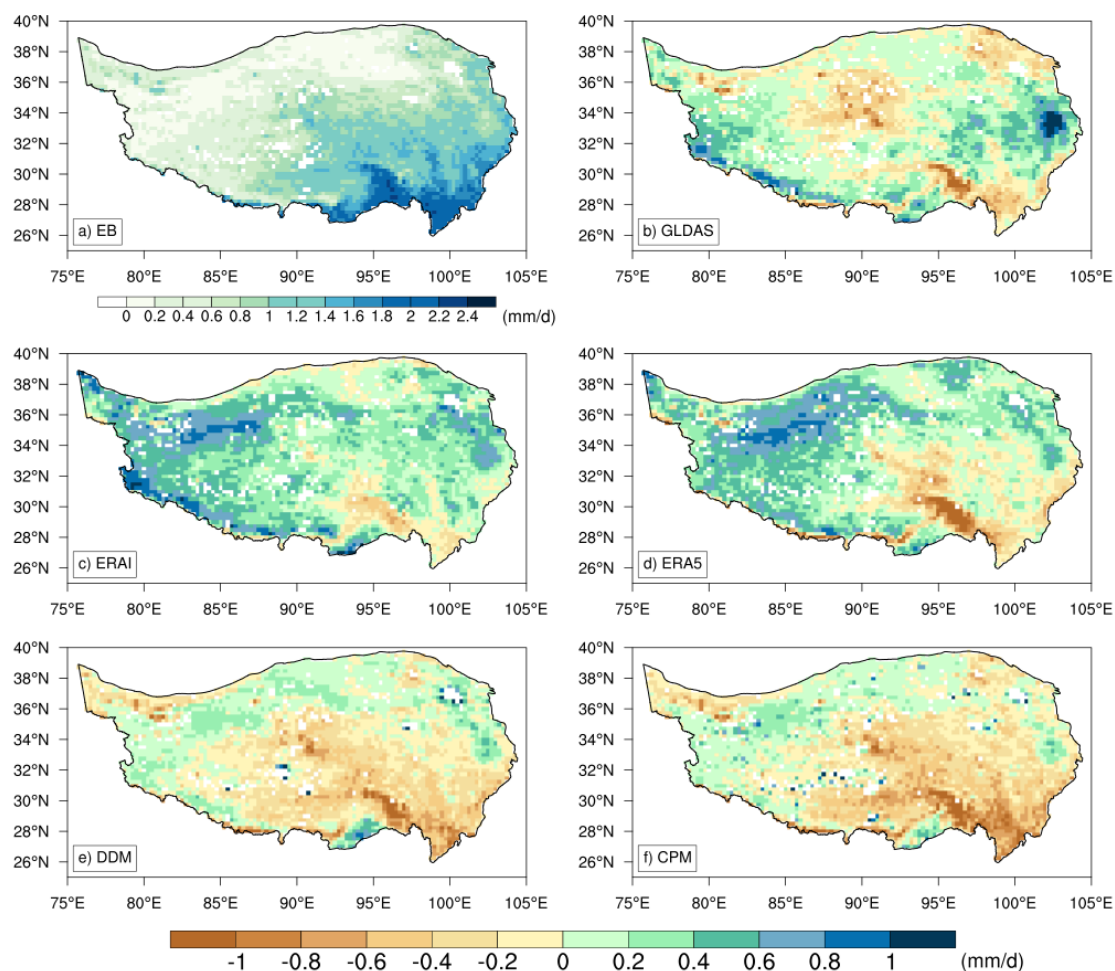 40°N 38°N 36°N 34°N 32°N 30°N 28°N 26°N
a) EB
75°E 80°E 85°E 90°E 95°E 100°E 105°E
0 0.2 0.4 0.6 0.8 1 1.2 1.4 1.6 1.8 2 2.2 2.4 (mm/d)
40°N 38°N 36°N 34°N 32°N 30°N 28°N 26°N
b) GLDAS
75°E 80°E 85°E 90°E 95°E 100°E 105°E
40°N 38°N 36°N 34°N 32°N 30°N 28°N 26°N
c) ERAI
75°E 80°E 85°E 90°E 95°E 100°E 105°E
40°N 38°N 36°N 34°N 32°N 30°N 28°N 26°N
d) ERA5
75°E 80°E 85°E 90°E 95°E 100°E 105°E
40°N 38°N 36°N 34°N 32°N 30°N 28°N 26°N
e) DDM
75°E 80°E 85°E 90°E 95°E 100°E 105°E
40°N 38°N 36°N 34°N 32°N 30°N 28°N 26°N
f) CPM
75°E 80°E 85°E 90°E 95°E 100°E 105°E
-1 -0.8 -0.6 -0.4 -0.2 0 0.2 0.4 0.6 0.8 1 (mm/d)